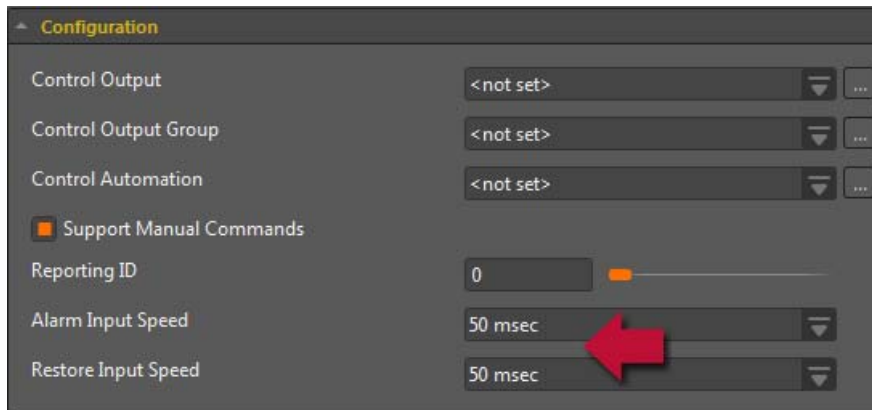 Configuration
Control Output <not set> ...
Control Output Group <not set> ...
Control Automation <not set> ...
Support Manual Commands
Reporting ID 0
Alarm Input Speed 50 msec
Restore Input Speed 50 msec